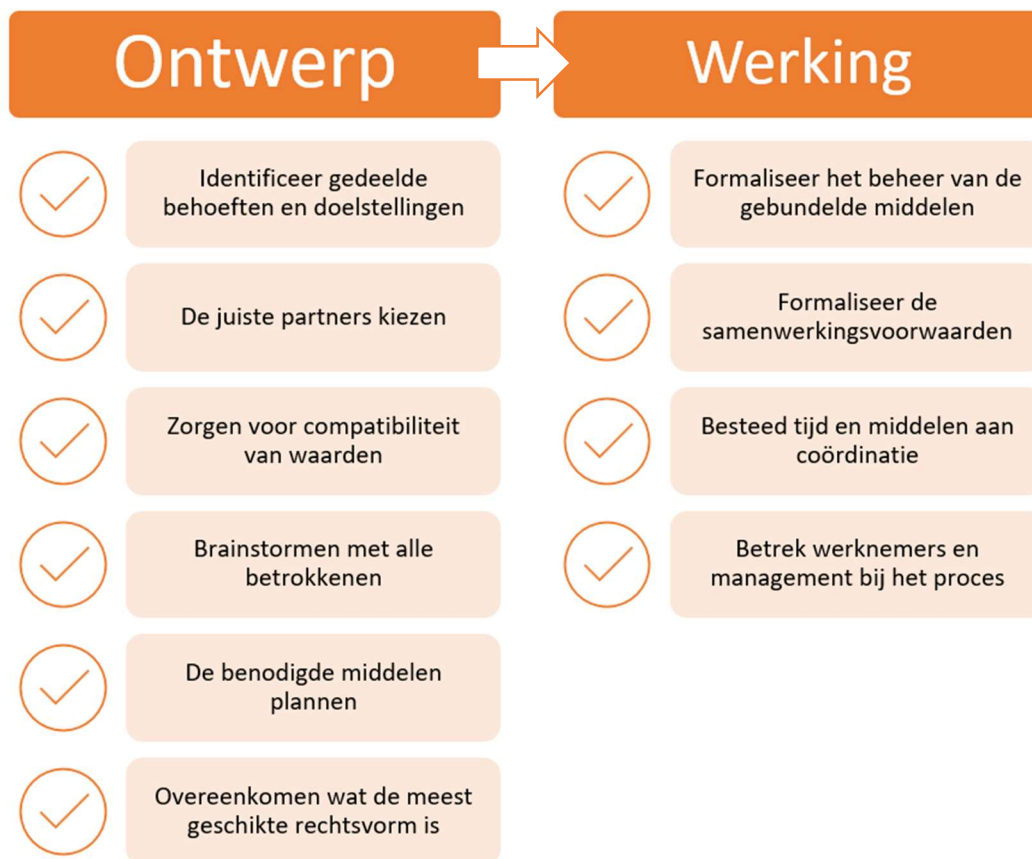 Ontwerp
Identificeer gedeelde
behoeften en doelstellingen
De juiste partners kiezen
Zorgen voor compatibiliteit
van waarden
Brainstormen met alle
betrokkenen
De benodigde middelen
plannen
Overeenkomen wat de meest
geschikte rechtsvorm is
Werking
Formaliseer het beheer van de
gebundelde middelen
Formaliseer de
samenwerkingsvoorwaarden
Besteed tijd en middelen aan
coördinatie
Betrek werknemers en
management bij het proces